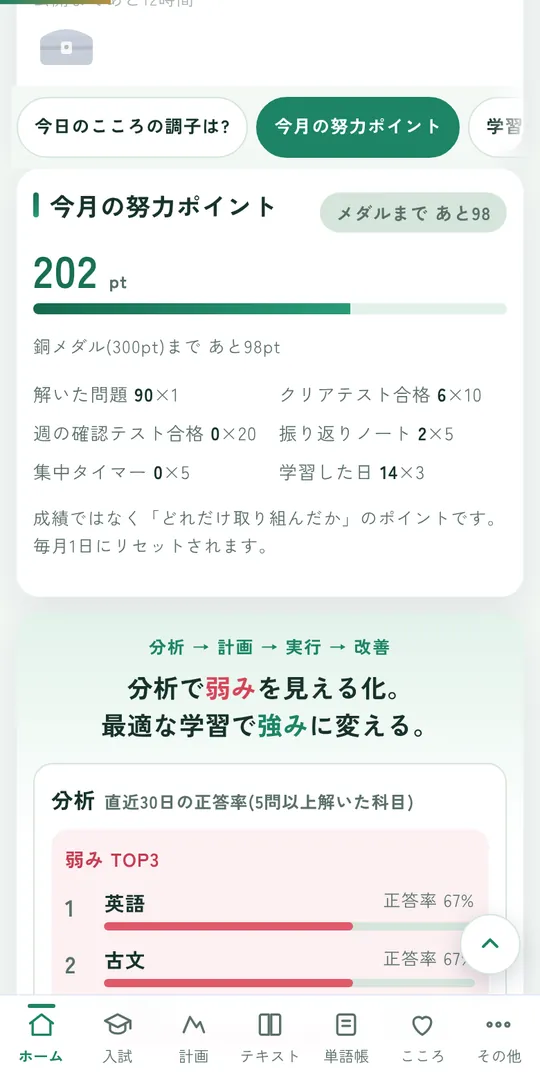 今日のこころの調子は?
今月の努力ポイント
学習
今月の努力ポイント
メダルまで あと98
202 pt
銅メダル(300pt)まで あと98pt
解いた問題 90×1
クリアテスト合格 6×10
週の確認テスト合格 0×20
振り返りノート 2×5
集中タイマー 0×5
学習した日 14×3
成績ではなく「どれだけ取り組んだか」のポイントです。
毎月1日にリセットされます。
分析 → 計画 → 実行 → 改善
分析で弱みを見える化。
最適な学習で強みに変える。
分析 直近30日の正答率(5問以上解いた科目)
弱み TOP3
1 英語 正答率 67%
2 古文 正答率 67
ホーム
入試
計画
テキスト
単語帳
こころ
その他